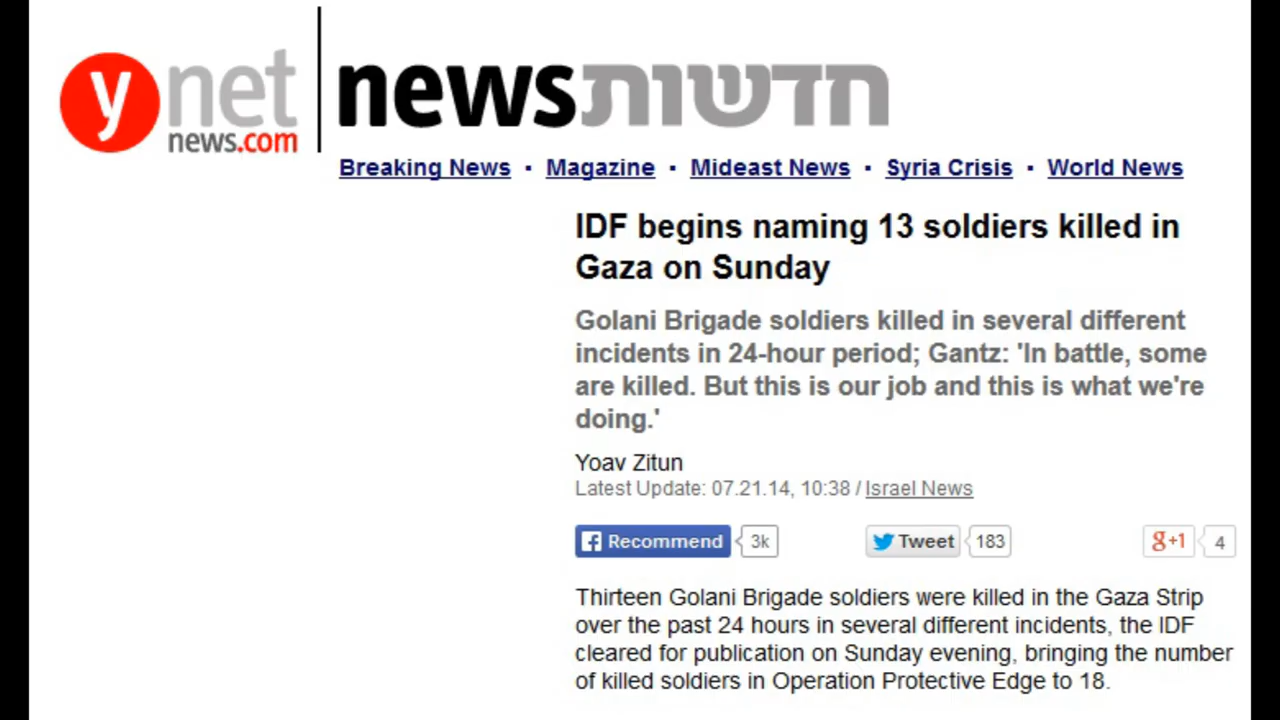 ynet
news.com
newsחדשות
Breaking News · Magazine · Mideast News · Syria Crisis · World News
IDF begins naming 13 soldiers killed in
Gaza on Sunday
Golani Brigade soldiers killed in several different
incidents in 24-hour period; Gantz: 'In battle, some
are killed. But this is our job and this is what we're
doing.'
Yoav Zitun
Latest Update: 07.21.14, 10:38 / Israel News
Recommend 3k Tweet 183 g+1 4
Thirteen Golani Brigade soldiers were killed in the Gaza Strip
over the past 24 hours in several different incidents, the IDF
cleared for publication on Sunday evening, bringing the number
of killed soldiers in Operation Protective Edge to 18.